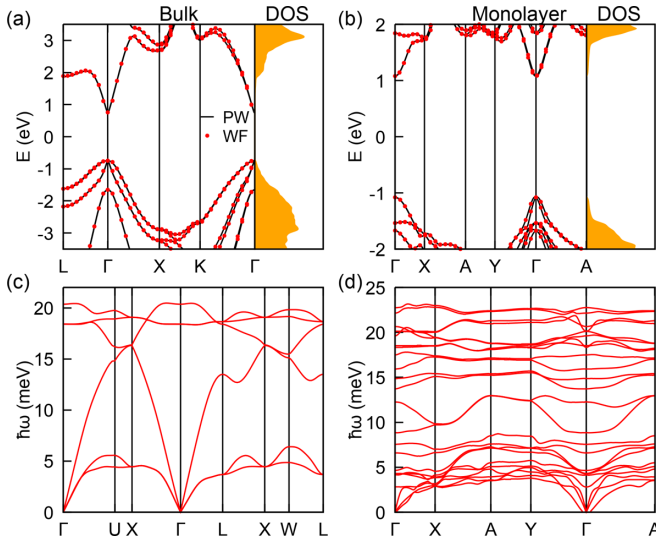 (a) Bulk DOS
E (eV)
3
2
1
0
-1
-2
-3
PW
WF
L Γ X K Γ
(b) Monolayer DOS
E (eV)
2
1
0
-1
-2
Γ X A Y Γ A
(c)
ħω (meV)
20
15
10
5
0
Γ U X Γ L X W L
(d)
ħω (meV)
25
20
15
10
5
0
Γ X A Y Γ A